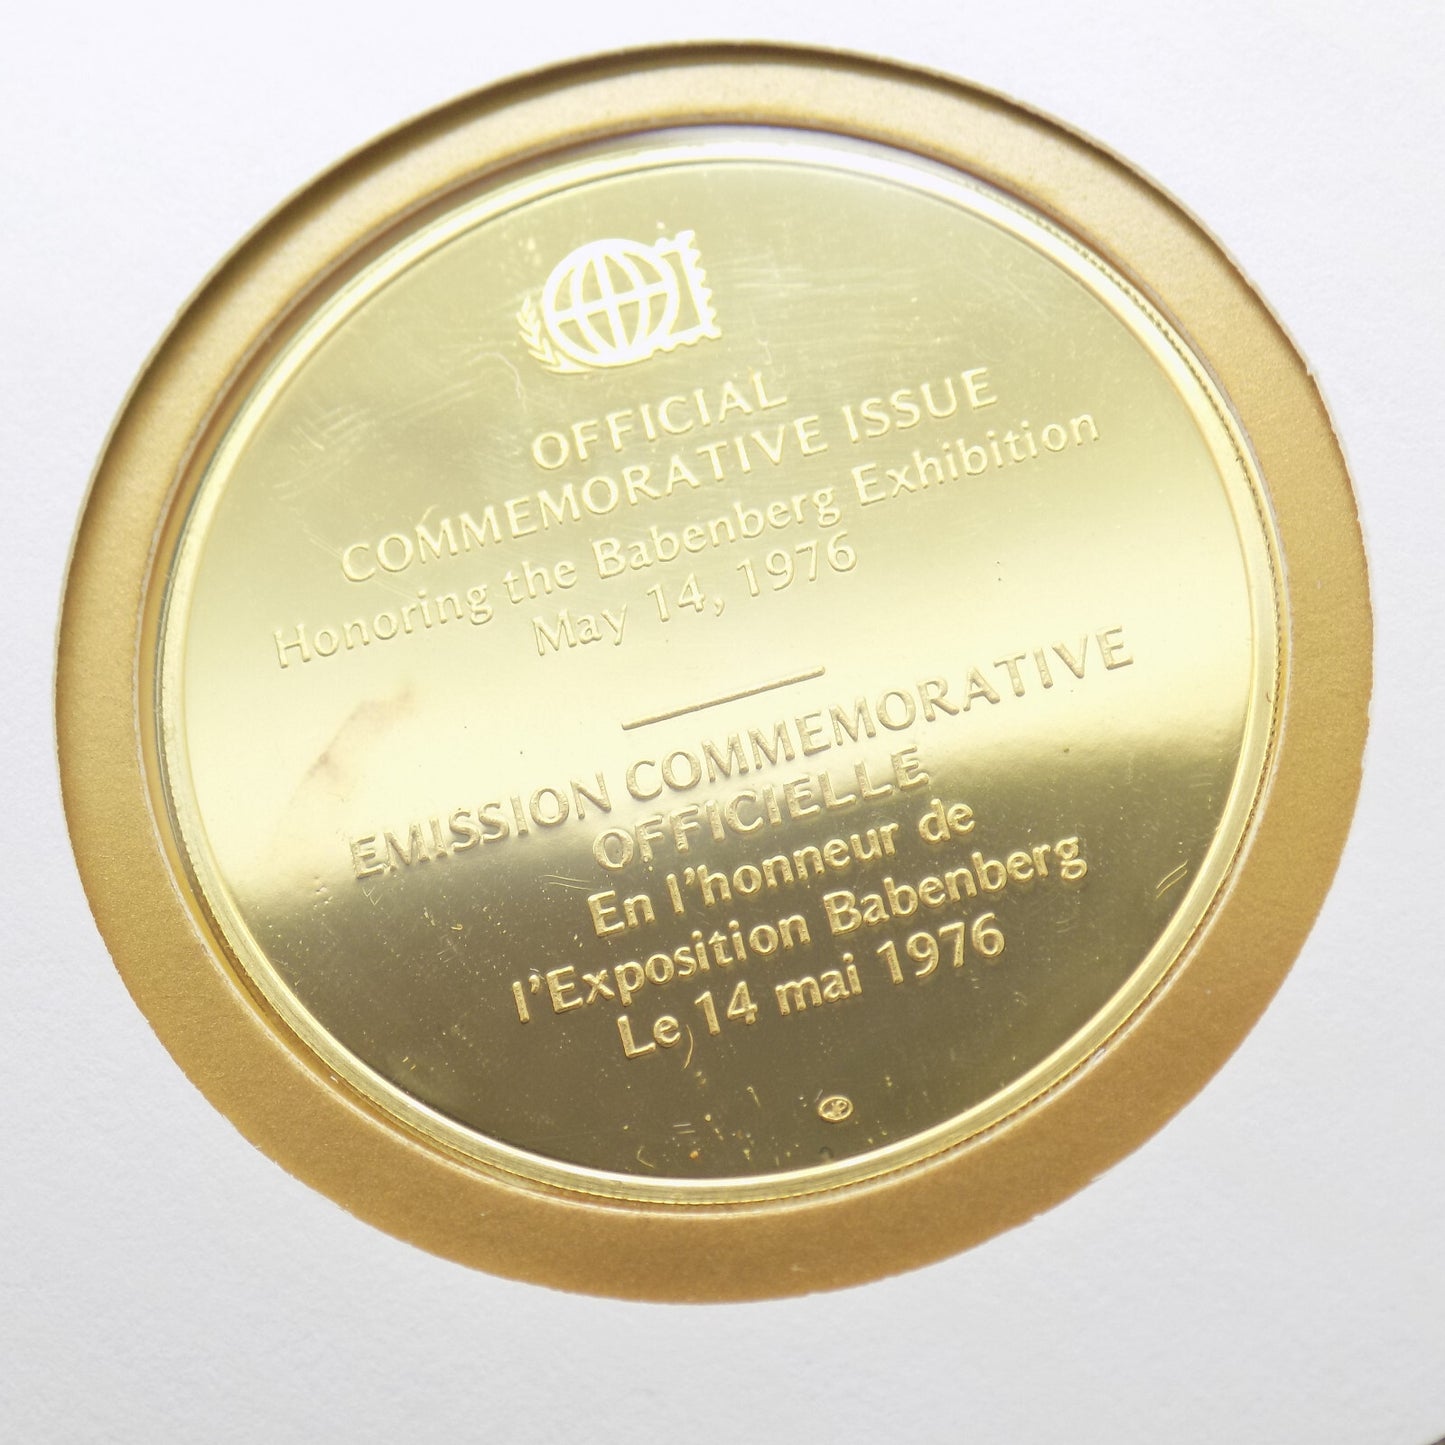 OFFICIAL
COMMEMORATIVE ISSUE
Honoring the Babenberg Exhibition
May 14, 1976
EMISSION COMMEMORATIVE
OFFICIELLE
En l'honneur de
l'Exposition Babenberg
Le 14 mai 1976